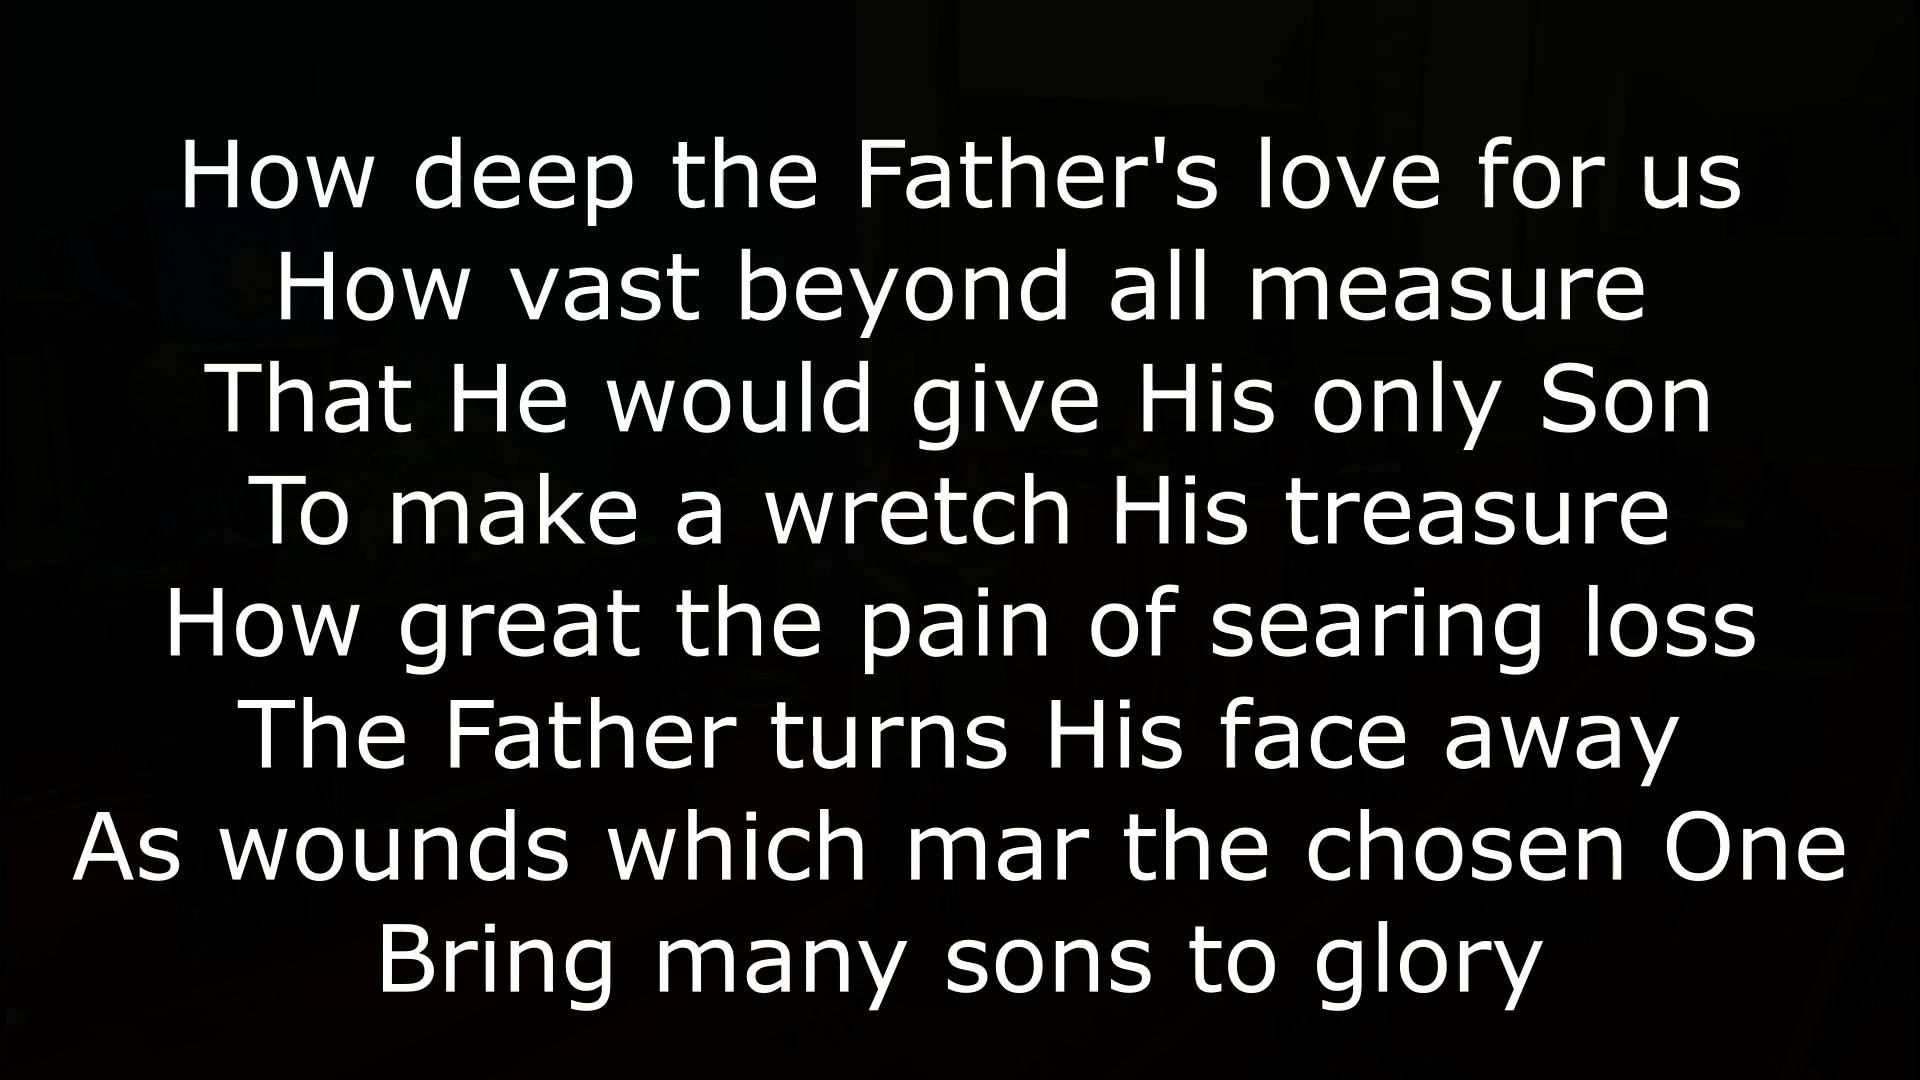 How deep the Father's love for us
How vast beyond all measure
That He would give His only Son
To make a wretch His treasure
How great the pain of searing loss
The Father turns His face away
As wounds which mar the chosen One
Bring many sons to glory